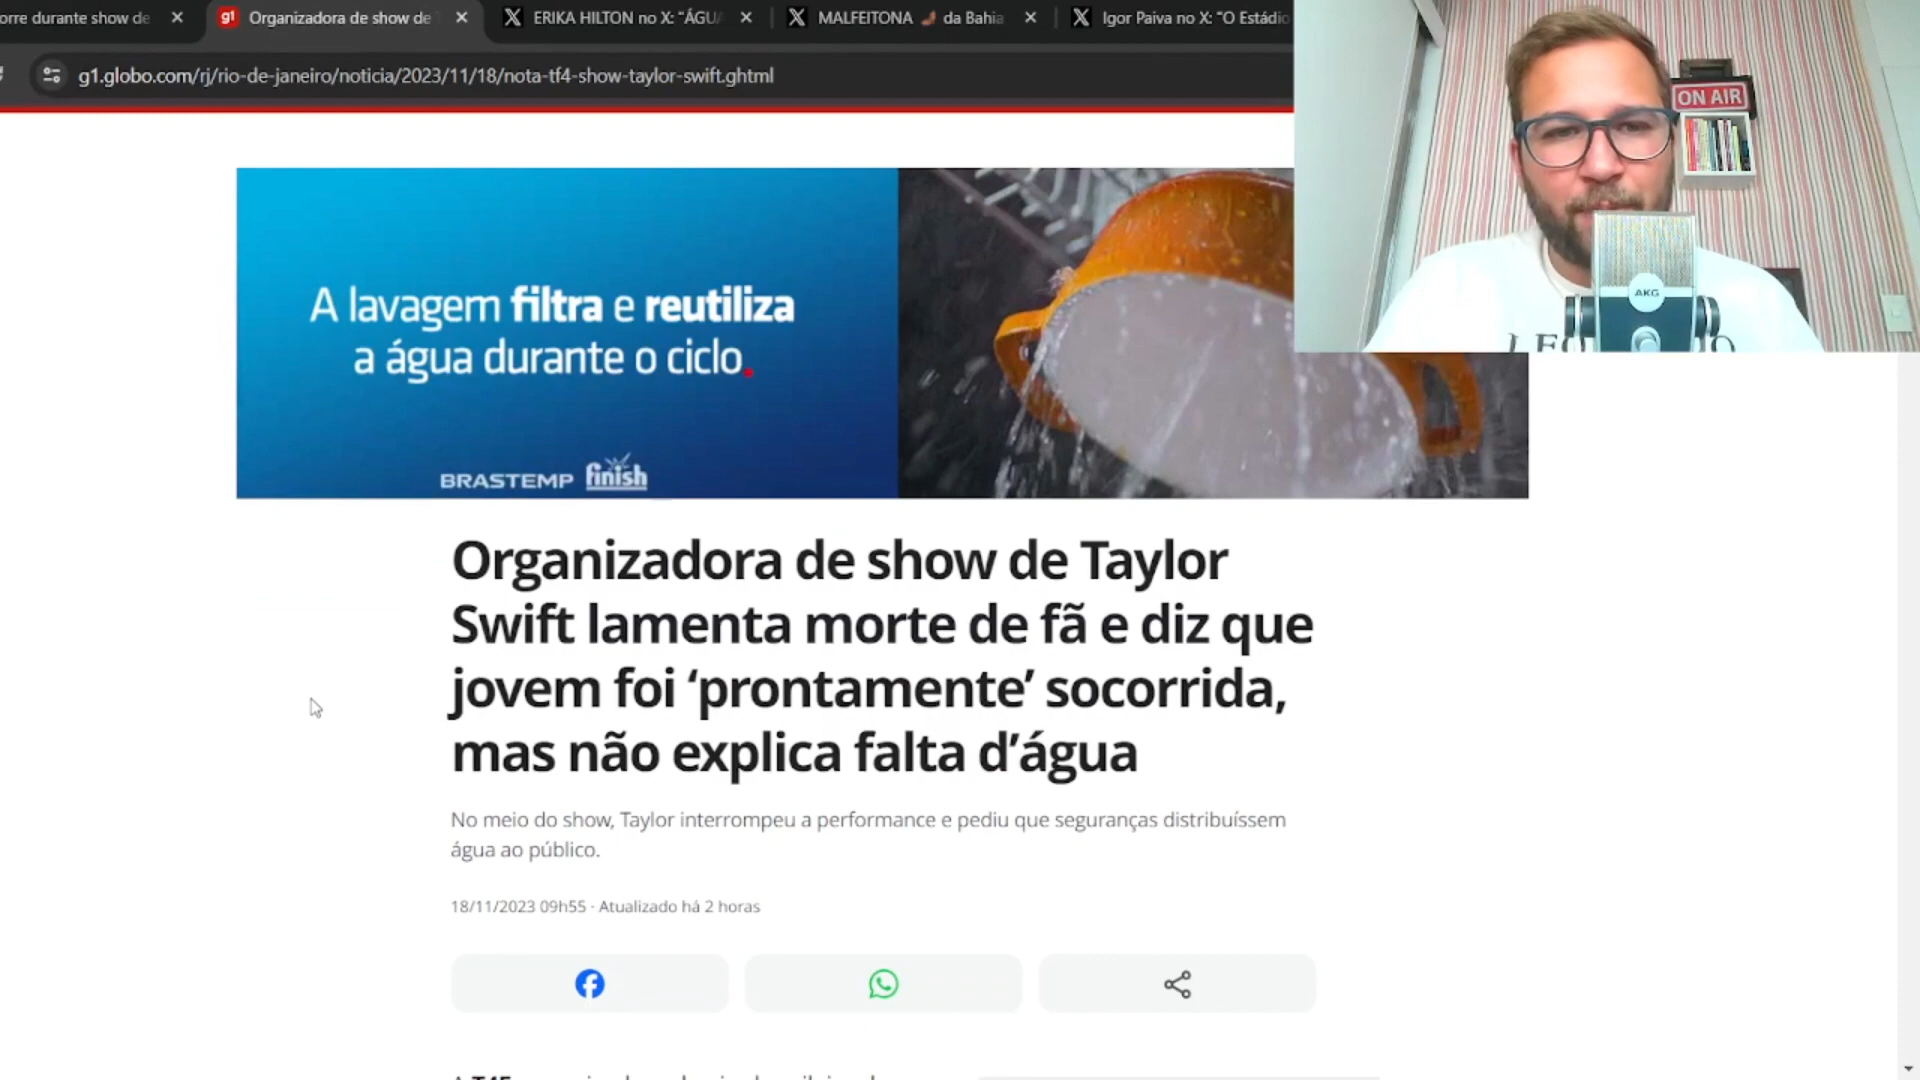 orre durante show de
Organizadora de show de
ERIKA HILTON no X: "ÁGU
MALFEITONA da Bahia
Igor Paiva no X: "O Estádio
g1
g1.globo.com/rj/rio-de-janeiro/noticia/2023/11/18/nota-tf4-show-taylor-swift.ghtml
ON AIR
AKG
A lavagem filtra e reutiliza
a água durante o ciclo.
BRASTEMP finish
Organizadora de show de Taylor
Swift lamenta morte de fã e diz que
jovem foi ‘prontamente’ socorrida,
mas não explica falta d’água
No meio do show, Taylor interrompeu a performance e pediu que seguranças distribuíssem
água ao público.
18/11/2023 09h55 · Atualizado há 2 horas